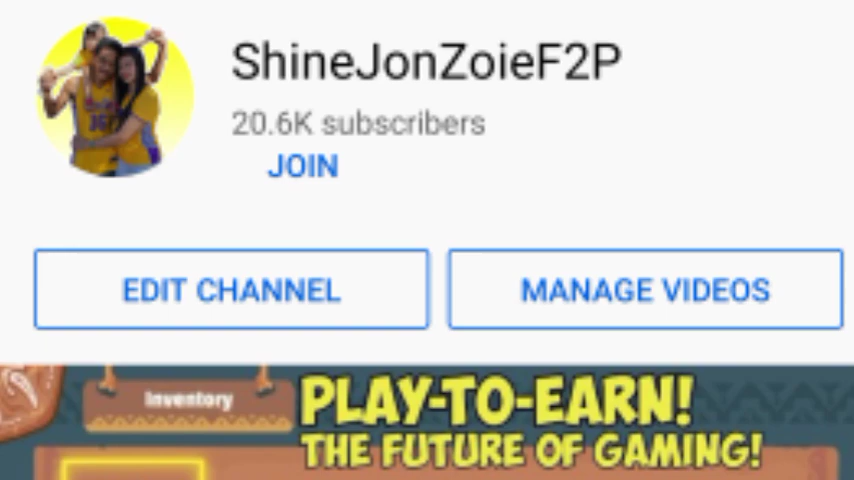 ShineJonZoieF2P
20.6K subscribers
JOIN
EDIT CHANNEL
MANAGE VIDEOS
Inventory
PLAY-TO-EARN!
THE FUTURE OF GAMING!